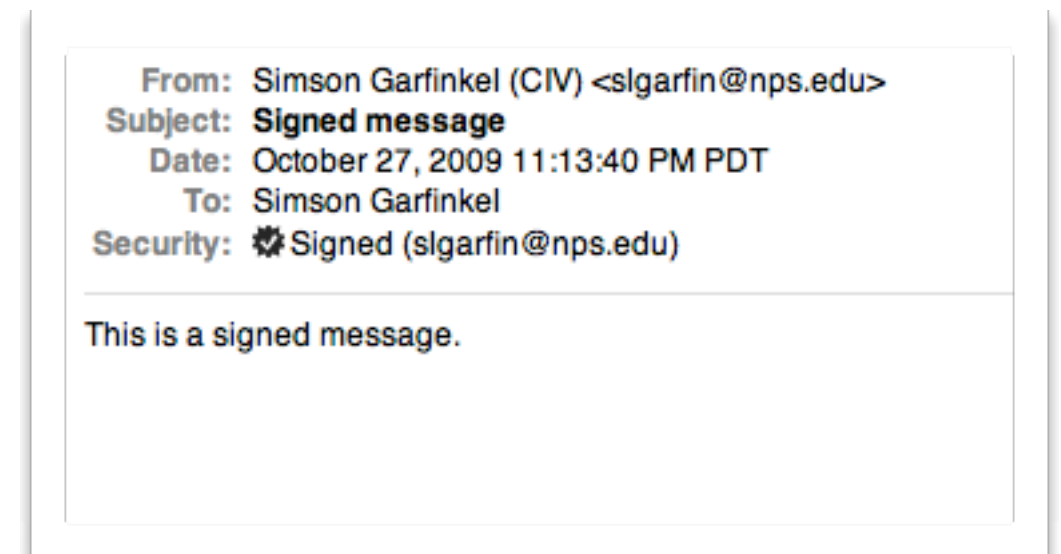 From: Simson Garfinkel (CIV) <slgarfin@nps.edu>
Subject: Signed message
Date: October 27, 2009 11:13:40 PM PDT
To: Simson Garfinkel
Security: Signed (slgarfin@nps.edu)
This is a signed message.